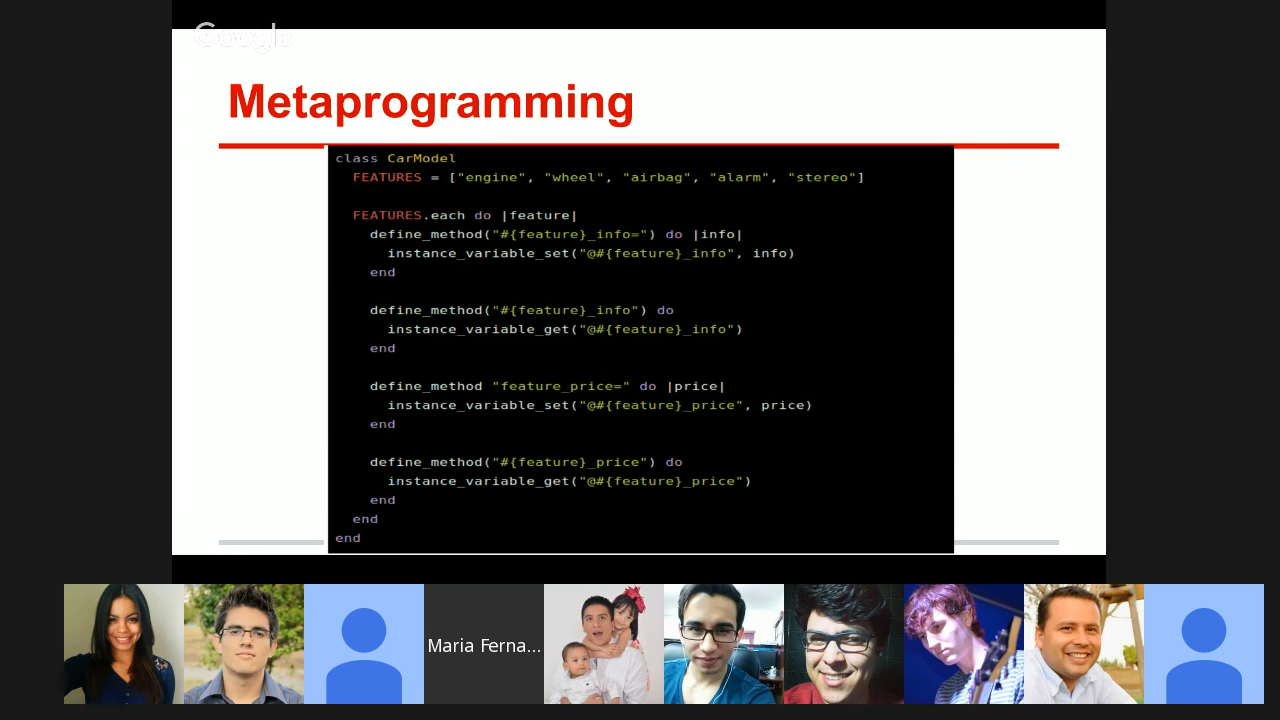 Google
Metaprogramming
class CarModel
  FEATURES = ["engine", "wheel", "airbag", "alarm", "stereo"]
  FEATURES.each do |feature|
    define_method("#{feature}_info=") do |info|
      instance_variable_set("@#{feature}_info", info)
    end
    define_method("#{feature}_info") do
      instance_variable_get("@#{feature}_info")
    end
    define_method "feature_price=" do |price|
      instance_variable_set("@#{feature}_price", price)
    end
    define_method("#{feature}_price") do
      instance_variable_get("@#{feature}_price")
    end
  end
end
Maria Ferna...